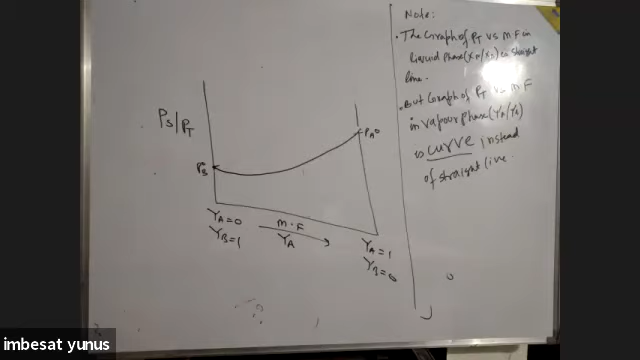 Note:
• The Graph of PT vs M.F in
liquid phase (XA/XB) is straight
line.
• But Graph of PT vs M.F
in vapour phase (YA/YB)
is curve instead
of straight line.
Ps/PT
PB
PA°
YA=0
YB=1
M.F
YA
YA=1
YB=0
imbesat yunus